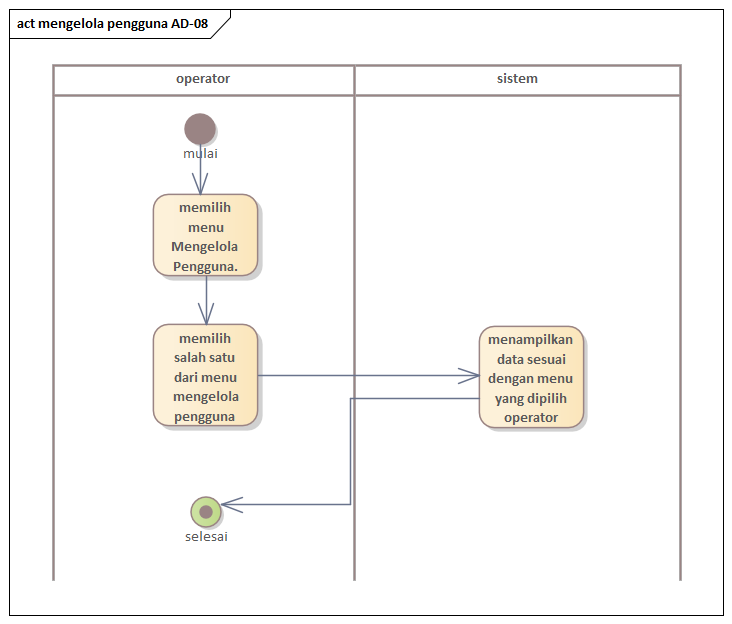 act mengelola pengguna AD-08
operator
sistem
mulai
memilih
menu
Mengelola
Pengguna.
memilih
salah satu
dari menu
mengelola
pengguna
menampilkan
data sesuai
dengan menu
yang dipilih
operator
selesai